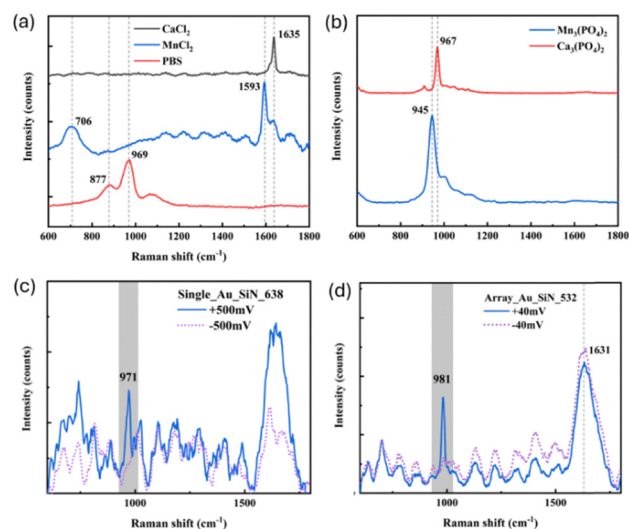 (a)
CaCl₂
MnCl₂
PBS
1635
1593
706
969
877
Intensity (counts)
600 800 1000 1200 1400 1600 1800
Raman shift (cm⁻¹)
(b)
Mn₃(PO₄)₂
Ca₃(PO₄)₂
967
945
Intensity (counts)
600 800 1000 1200 1400 1600 1800
Raman shift (cm⁻¹)
(c)
Single_Au_SiN_638
+500mV
-500mV
971
Intensity (counts)
1000 1500
Raman shift (cm⁻¹)
(d)
Array_Au_SiN_532
+40mV
-40mV
1631
981
Intensity (counts)
1000 1500
Raman shift (cm⁻¹)